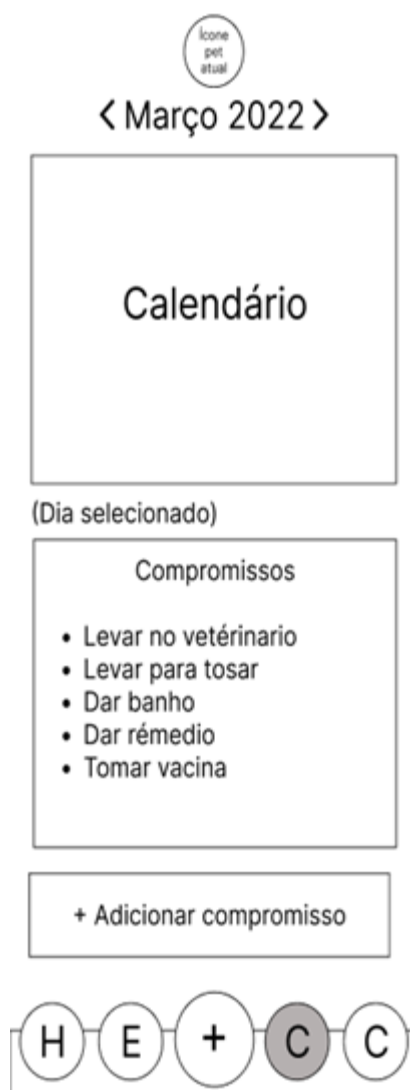 Ícone
pet
atual
< Março 2022 >
Calendário
(Dia selecionado)
Compromissos
• Levar no vetérinario
• Levar para tosar
• Dar banho
• Dar rémedio
• Tomar vacina
+ Adicionar compromisso
H E + C C